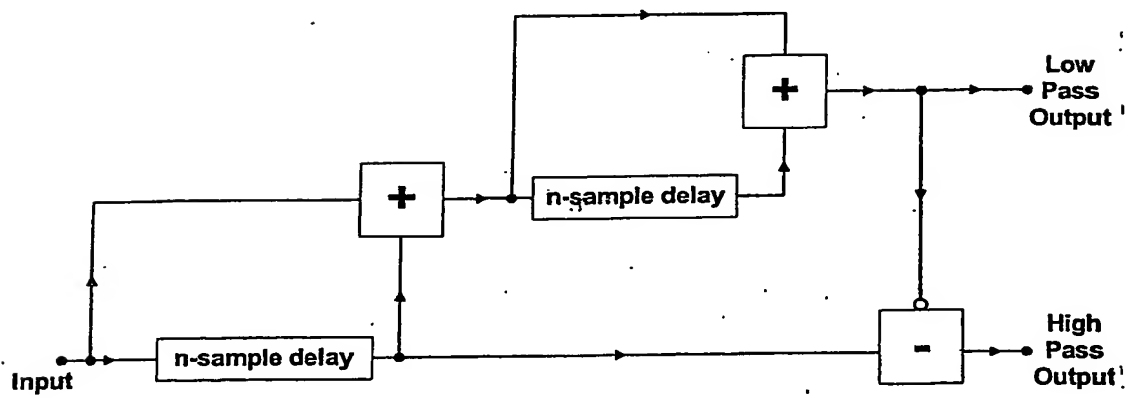 +
Low
Pass
Output
+
n-sample delay
n-sample delay
Input
-
High
Pass
Output